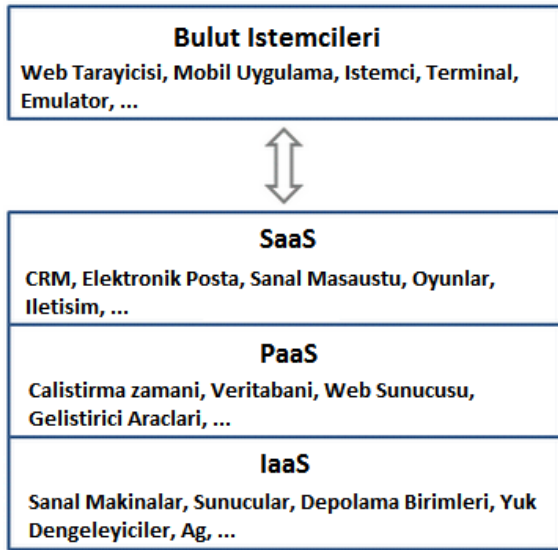 Bulut Istemcileri
Web Tarayicisi, Mobil Uygulama, Istemci, Terminal,
Emulator, ...
SaaS
CRM, Elektronik Posta, Sanal Masaustu, Oyunlar,
Iletisim, ...
PaaS
Calistirma zamani, Veritabani, Web Sunucusu,
Gelistirici Araclari, ...
IaaS
Sanal Makinalar, Sunucular, Depolama Birimleri, Yuk
Dengeleyiciler, Ag, ...